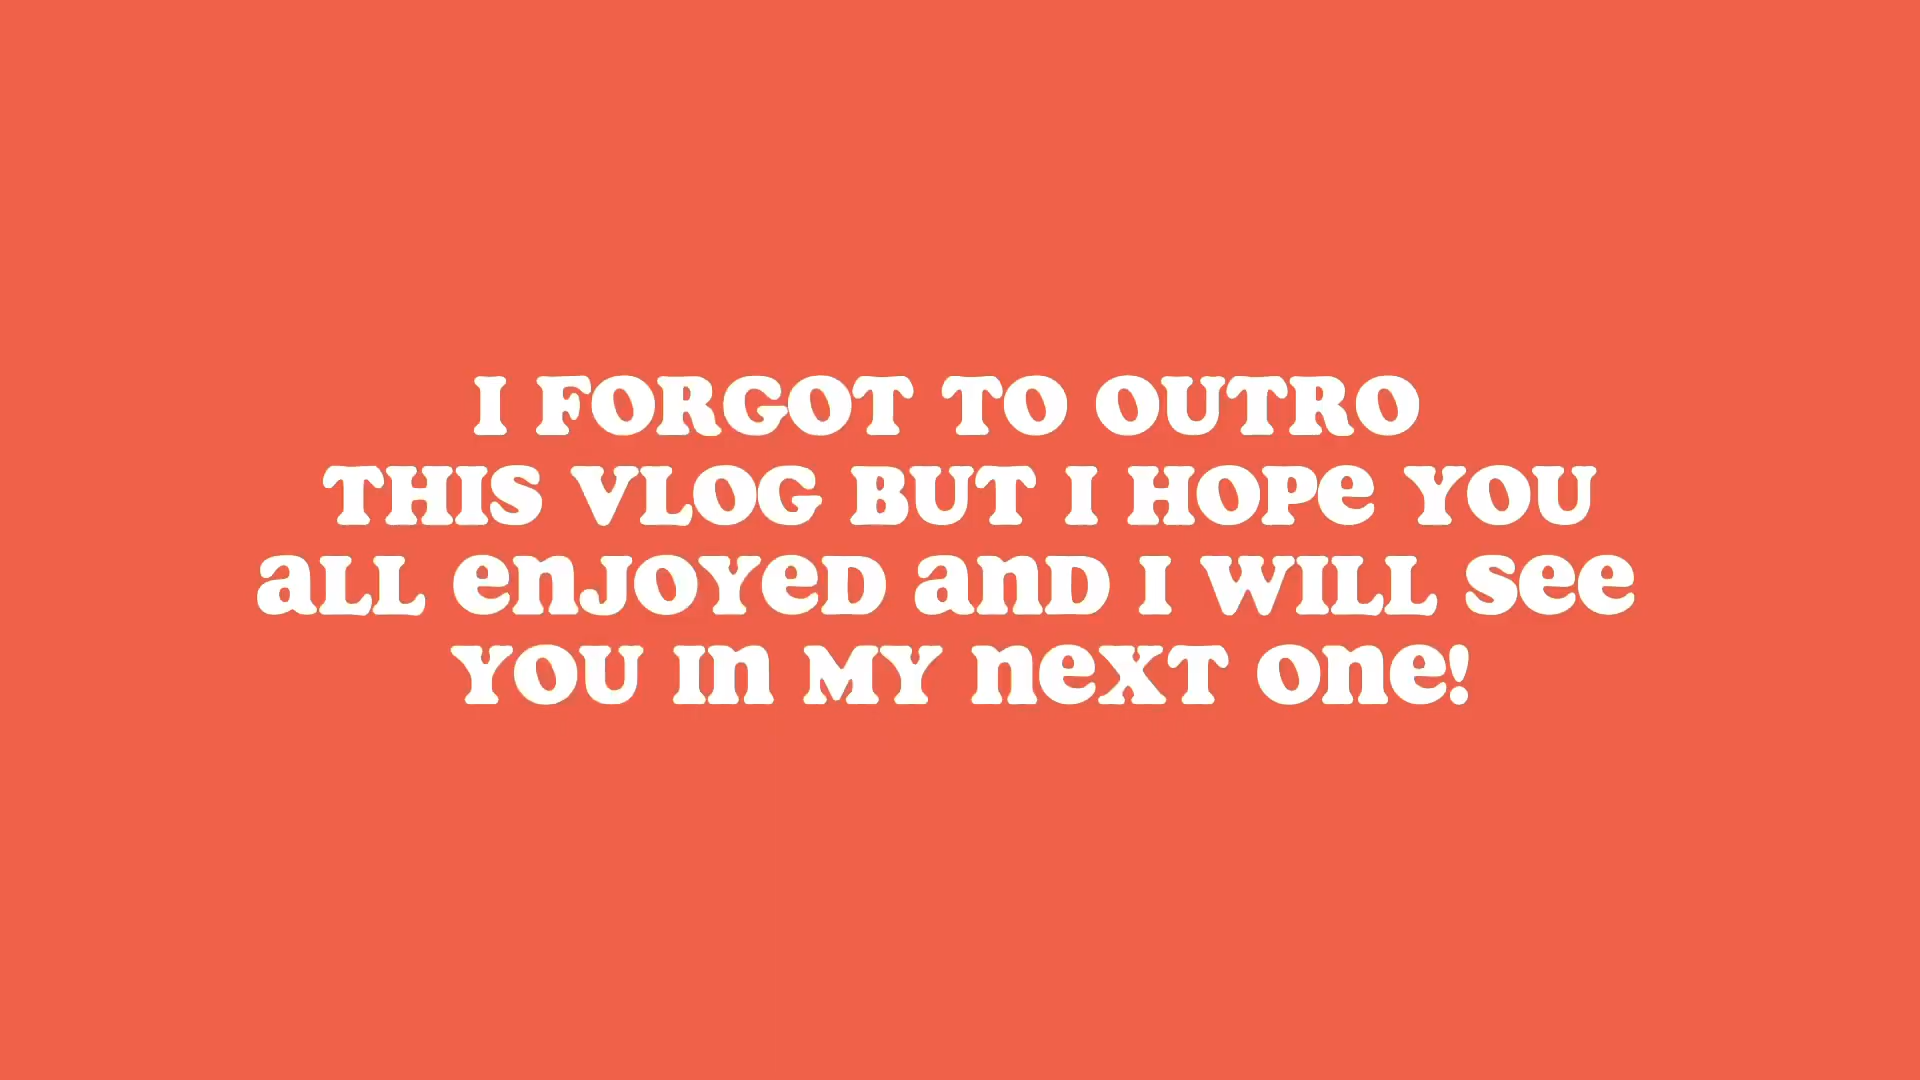 I FORGOT TO OUTRO
THIS VLOG BUT I HOPe YOU
aLL enJOYeD anD I WILL see
YOU In MY neXT One!